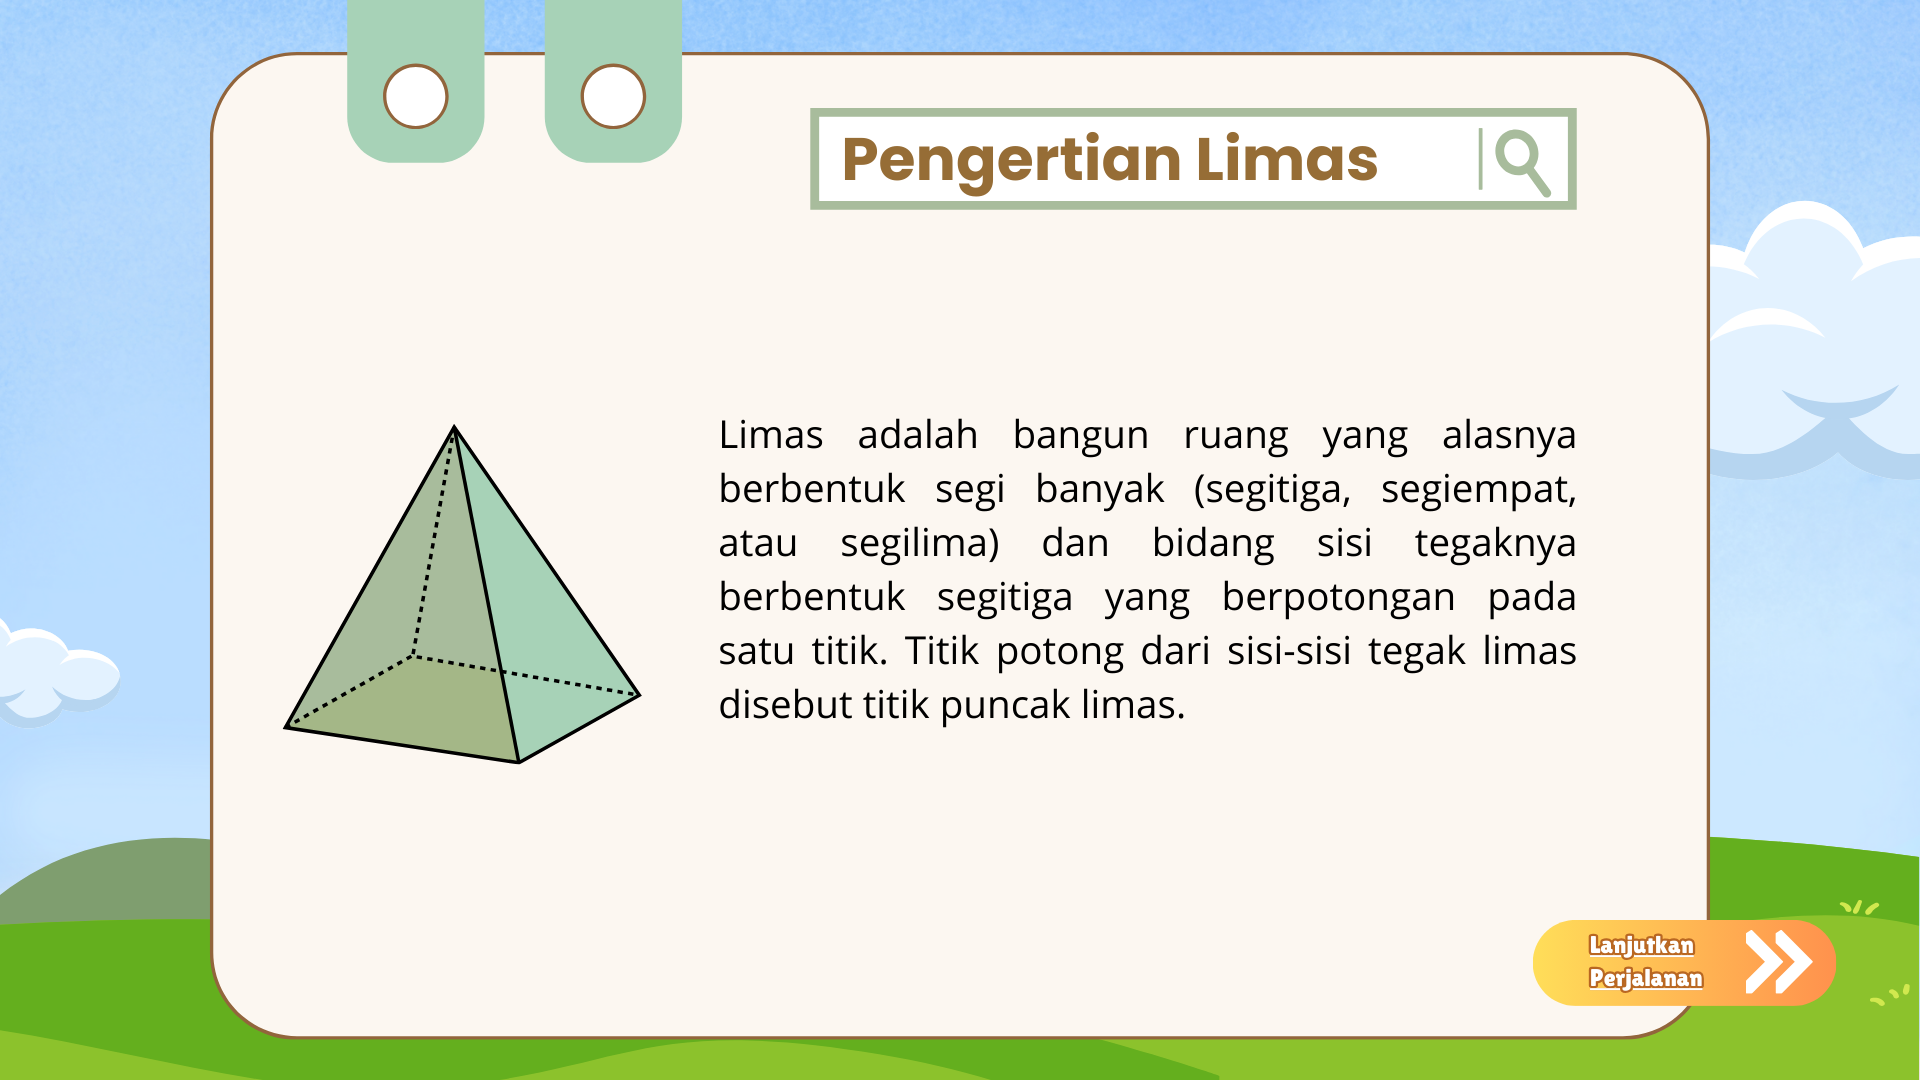 Pengertian Limas
Limas adalah bangun ruang yang alasnya
berbentuk segi banyak (segitiga, segiempat,
atau segilima) dan bidang sisi tegaknya
berbentuk segitiga yang berpotongan pada
satu titik. Titik potong dari sisi-sisi tegak limas
disebut titik puncak limas.
Lanjutkan
Perjalanan